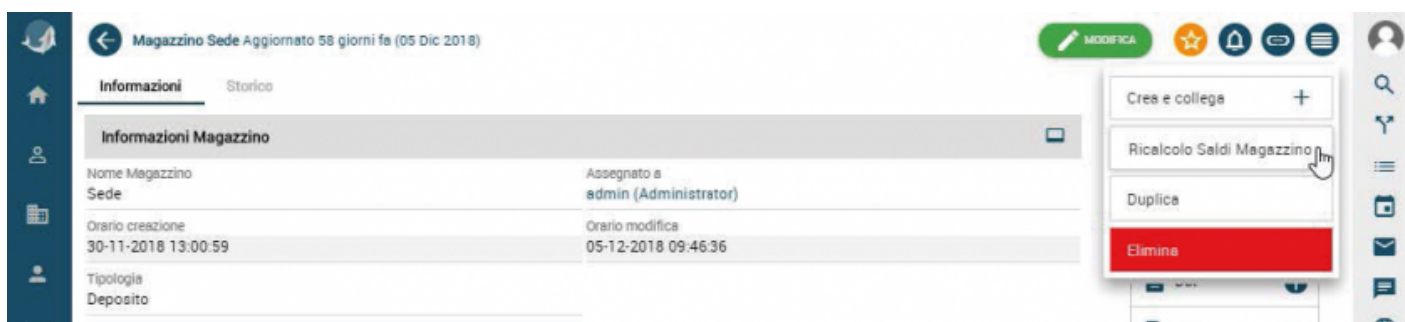 Magazzino Sede Aggiornato 58 giorni fa (05 Dic 2018)
MODIFICA
Informazioni Storico
Crea e collega +
Informazioni Magazzino
Ricalcolo Saldi Magazzino
Nome Magazzino Assegnato a
Sede admin (Administrator)
Duplica
Orario creazione Orario modifica
30-11-2018 13:00:59 05-12-2018 09:46:36
Elimina
Tipologia
Deposito